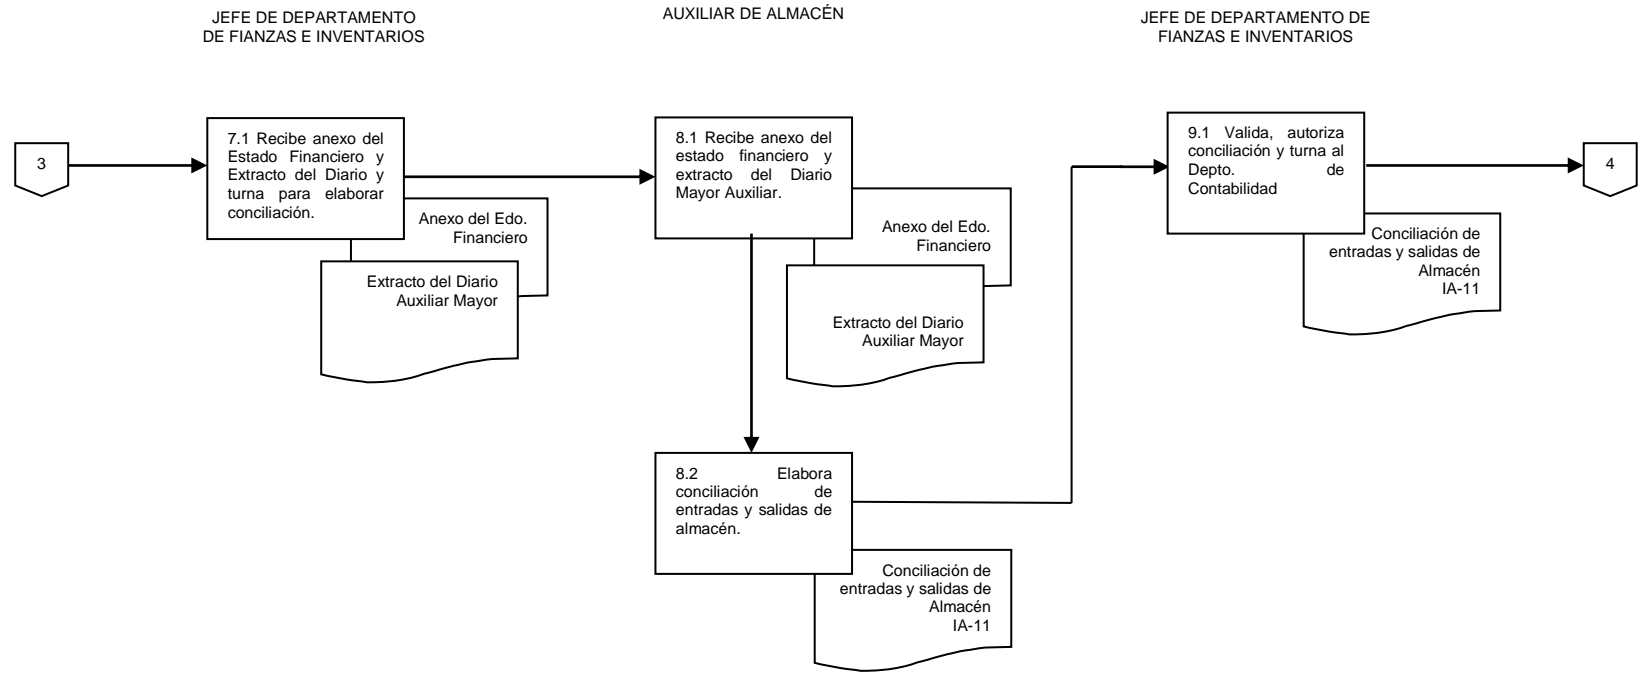 JEFE DE DEPARTAMENTO
DE FIANZAS E INVENTARIOS
AUXILIAR DE ALMACÉN
JEFE DE DEPARTAMENTO DE
FIANZAS E INVENTARIOS
3
7.1 Recibe anexo del
Estado Financiero y
Extracto del Diario y
turna para elaborar
conciliación.
Anexo del Edo.
Financiero
Extracto del Diario
Auxiliar Mayor
8.1 Recibe anexo del
estado financiero y
extracto del Diario
Mayor Auxiliar.
Anexo del Edo.
Financiero
Extracto del Diario
Auxiliar Mayor
8.2 Elabora
conciliación de
entradas y salidas de
almacén.
Conciliación de
entradas y salidas de
Almacén
IA-11
9.1 Valida, autoriza
conciliación y turna al
Depto. de
Contabilidad
Conciliación de
entradas y salidas de
Almacén
IA-11
4